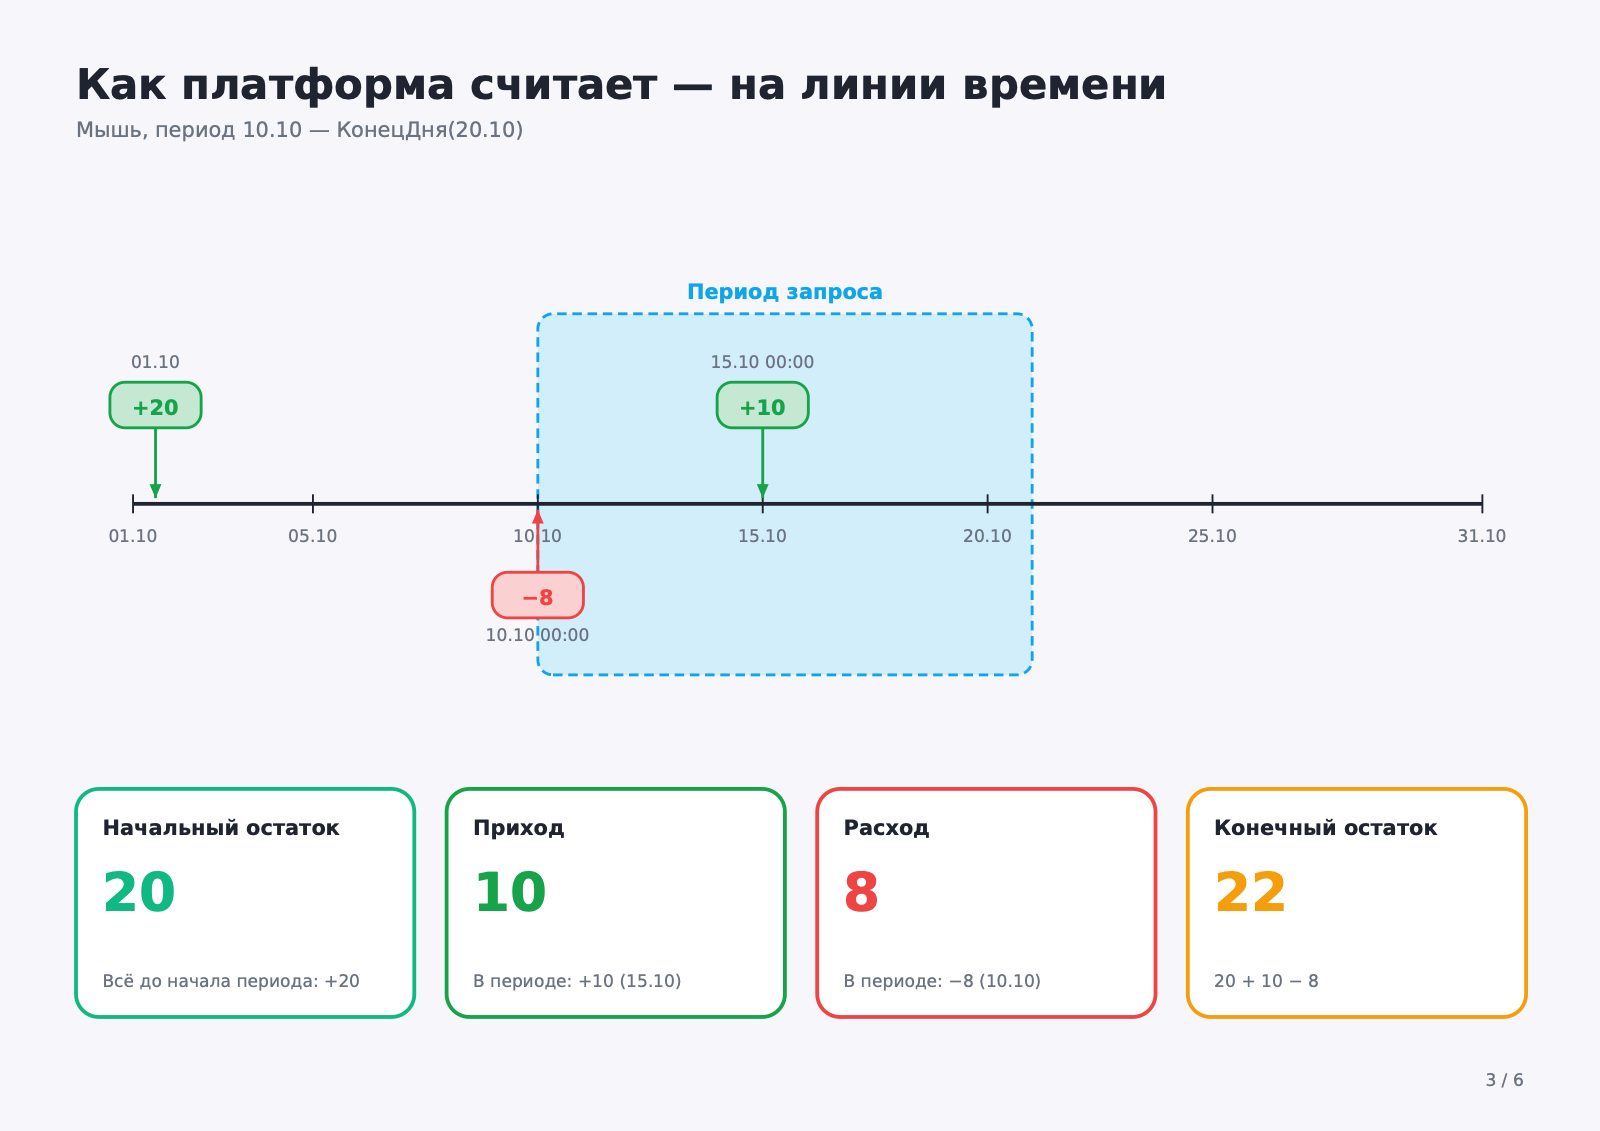 Как платформа считает — на линии времени
Мышь, период 10.10 — КонецДня(20.10)
Период запроса
01.10
15.10 00:00
+20
+10
01.10
05.10
10.10
15.10
20.10
25.10
31.10
−8
10.10 00:00
Начальный остаток
20
Всё до начала периода: +20
Приход
10
В периоде: +10 (15.10)
Расход
8
В периоде: −8 (10.10)
Конечный остаток
22
20 + 10 − 8
3 / 6